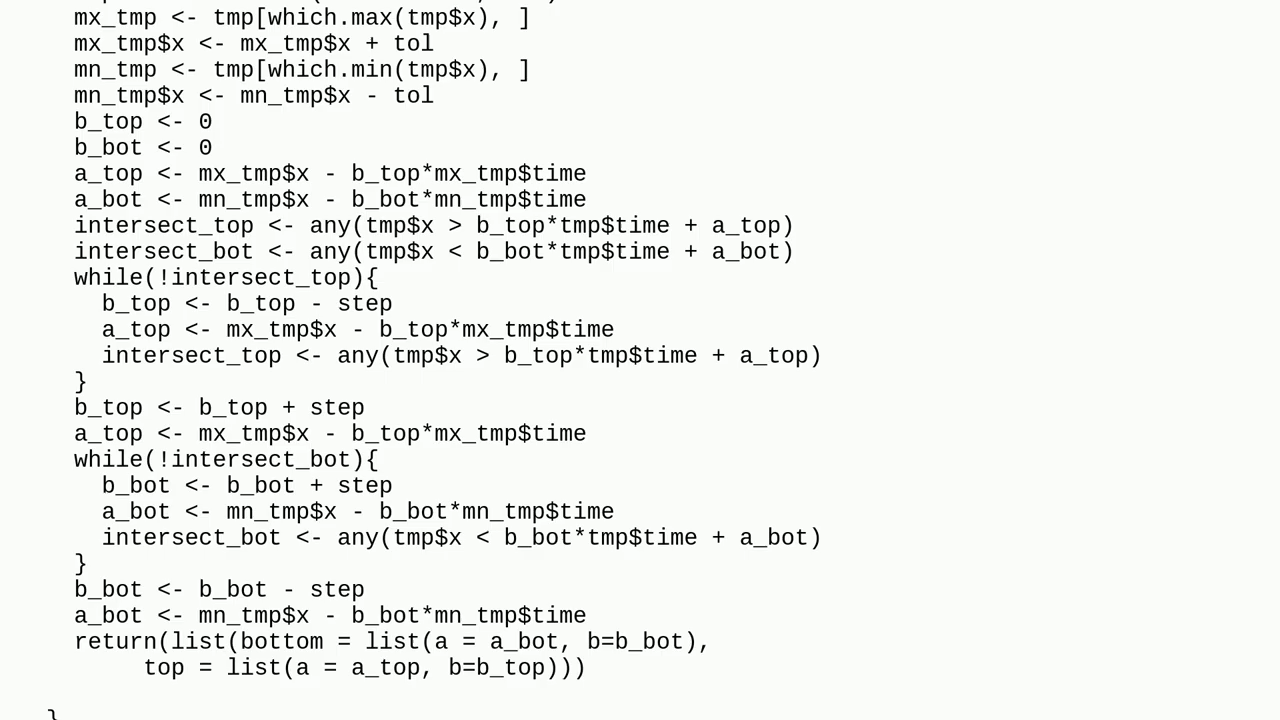 mx_tmp <- tmp[which.max(tmp$x), ]
mx_tmp$x <- mx_tmp$x + tol
mn_tmp <- tmp[which.min(tmp$x), ]
mn_tmp$x <- mn_tmp$x - tol
b_top <- 0
b_bot <- 0
a_top <- mx_tmp$x - b_top*mx_tmp$time
a_bot <- mn_tmp$x - b_bot*mn_tmp$time
intersect_top <- any(tmp$x > b_top*tmp$time + a_top)
intersect_bot <- any(tmp$x < b_bot*tmp$time + a_bot)
while(!intersect_top){
  b_top <- b_top - step
  a_top <- mx_tmp$x - b_top*mx_tmp$time
  intersect_top <- any(tmp$x > b_top*tmp$time + a_top)
}
b_top <- b_top + step
a_top <- mx_tmp$x - b_top*mx_tmp$time
while(!intersect_bot){
  b_bot <- b_bot + step
  a_bot <- mn_tmp$x - b_bot*mn_tmp$time
  intersect_bot <- any(tmp$x < b_bot*tmp$time + a_bot)
}
b_bot <- b_bot - step
a_bot <- mn_tmp$x - b_bot*mn_tmp$time
return(list(bottom = list(a = a_bot, b=b_bot),
     top = list(a = a_top, b=b_top)))
}